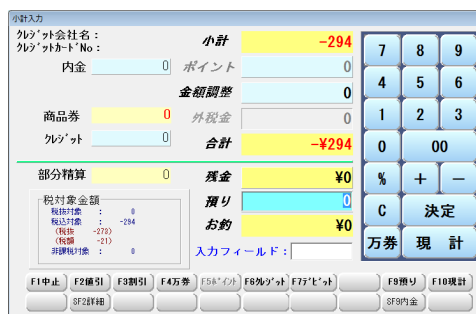 小計入力
ｸﾚｼﾞｯﾄ会社名：
ｸﾚｼﾞｯﾄｶｰﾄﾞNo：
小計 -294
内金 0 ポイント 0
金額調整 0
商品券 0 外税金 0
ｸﾚｼﾞｯﾄ 0 合計 -¥294
部分精算 0 残金 ¥0
預り 0
お釣 ¥0
入力フィールド：
税対象金額
税抜対象 ： 0
税込対象 ： -294
(税抜 -273)
(税額 -21)
非課税対象 ： 0
7 8 9
4 5 6
1 2 3
0 00
% + －
C 決定
万券 現 計
F1中止 F2値引 F3割引 F4万券 F5ﾎﾟｲﾝﾄ F6ｸﾚｼﾞｯﾄ F7ﾃﾞﾋﾞｯﾄ F9預り F10現計
SF2詳細 SF9内金